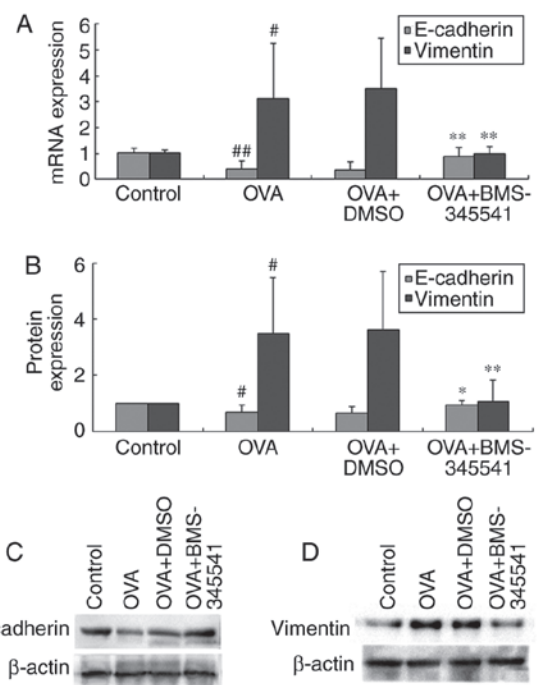 A
mRNA expression
6
5
4
3
2
1
0
E-cadherin
Vimentin
#
##
** **
Control OVA OVA+ DMSO OVA+BMS- 345541
B
Protein expression
6
4
2
0
E-cadherin
Vimentin
#
#
*
**
Control OVA OVA+ DMSO OVA+BMS- 345541
C
Control
OVA
OVA+DMSO
OVA+BMS-
345541
adherin
β-actin
D
Control
OVA
OVA+DMSO
OVA+BMS-
345541
Vimentin
β-actin